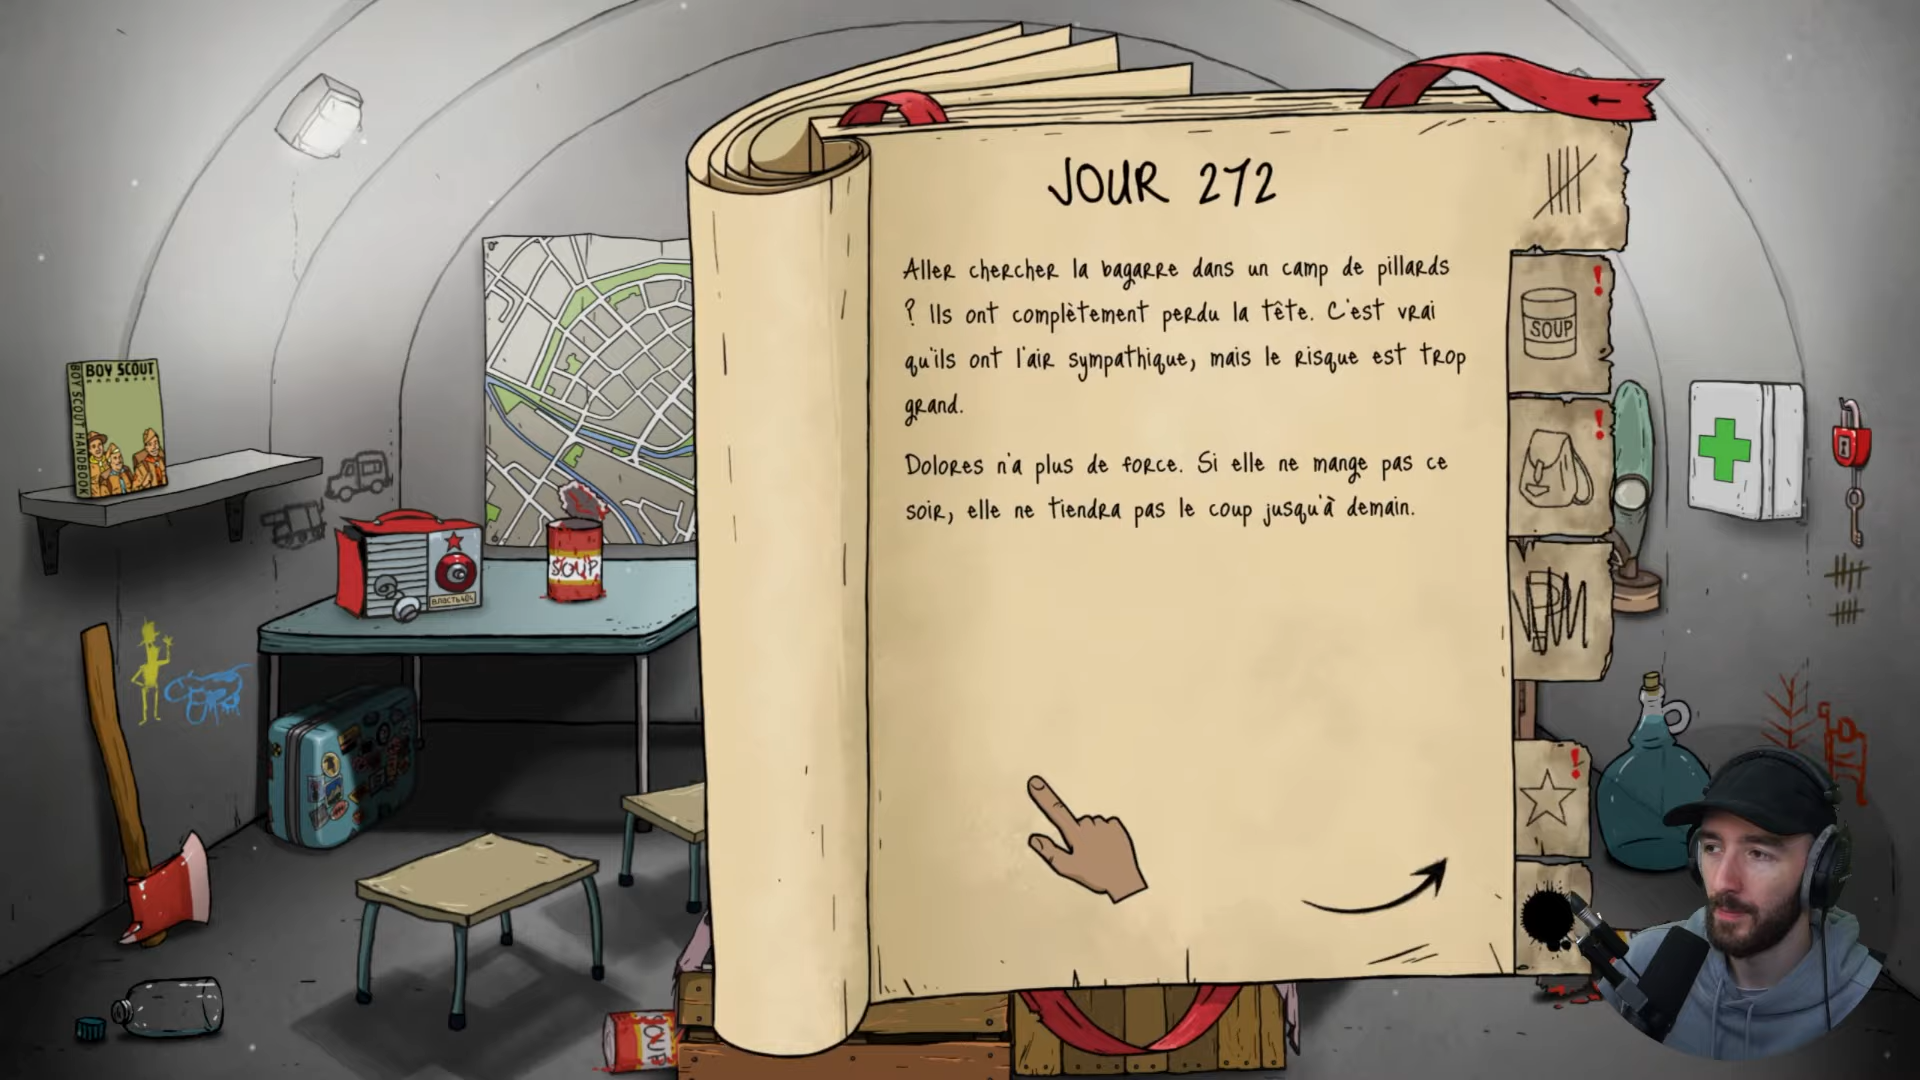 JOUR 272
Aller chercher la bagarre dans un camp de pillards
? Ils ont complètement perdu la tête. C'est vrai
qu'ils ont l'air sympathique, mais le risque est trop
grand.
Dolores n'a plus de force. Si elle ne mange pas ce
soir, elle ne tiendra pas le coup jusqu'à demain.
BOY SCOUT
HANDBOOK
BOY SCOUT HANDBOOK
SOUP
SOUP
SOUP